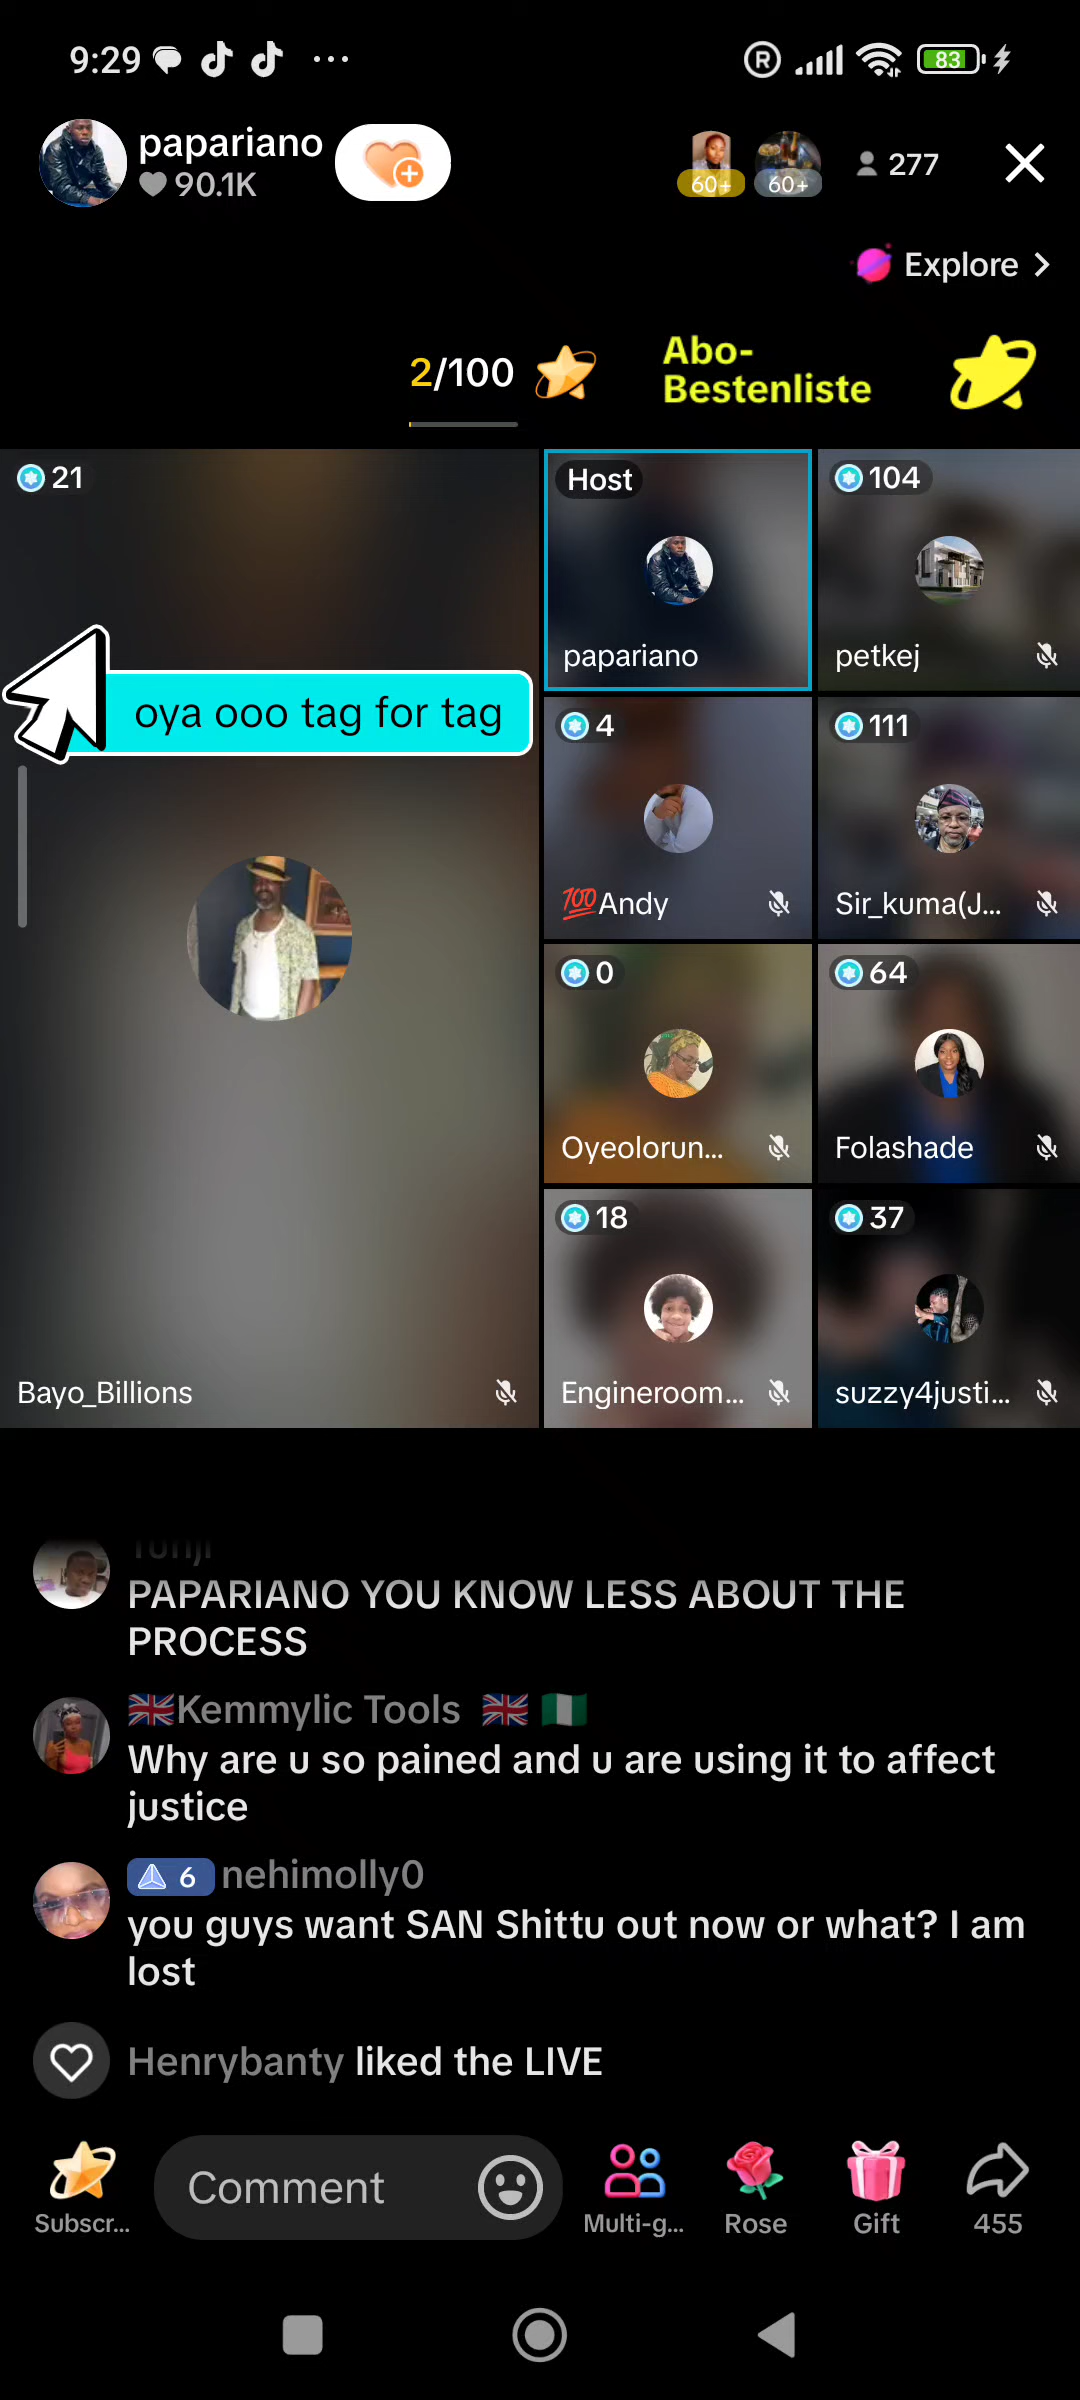 9:29
R
83
papariano
90.1K
60+
60+
277
Explore
2/100
Abo-
Bestenliste
21
Host
104
oya ooo tag for tag
papariano
petkej
4
111
💯Andy
Sir_kuma(J...
0
64
Oyeolorun...
Folashade
18
37
Bayo_Billions
Engineroom...
suzzy4justi...
PAPARIANO YOU KNOW LESS ABOUT THE
PROCESS
🇬🇧Kemmylic Tools 🇬🇧 🇳🇬
Why are u so pained and u are using it to affect
justice
6 nehimolly0
you guys want SAN Shittu out now or what? I am
lost
Henrybanty liked the LIVE
Comment
Subscr...
Multi-g...
Rose
Gift
455